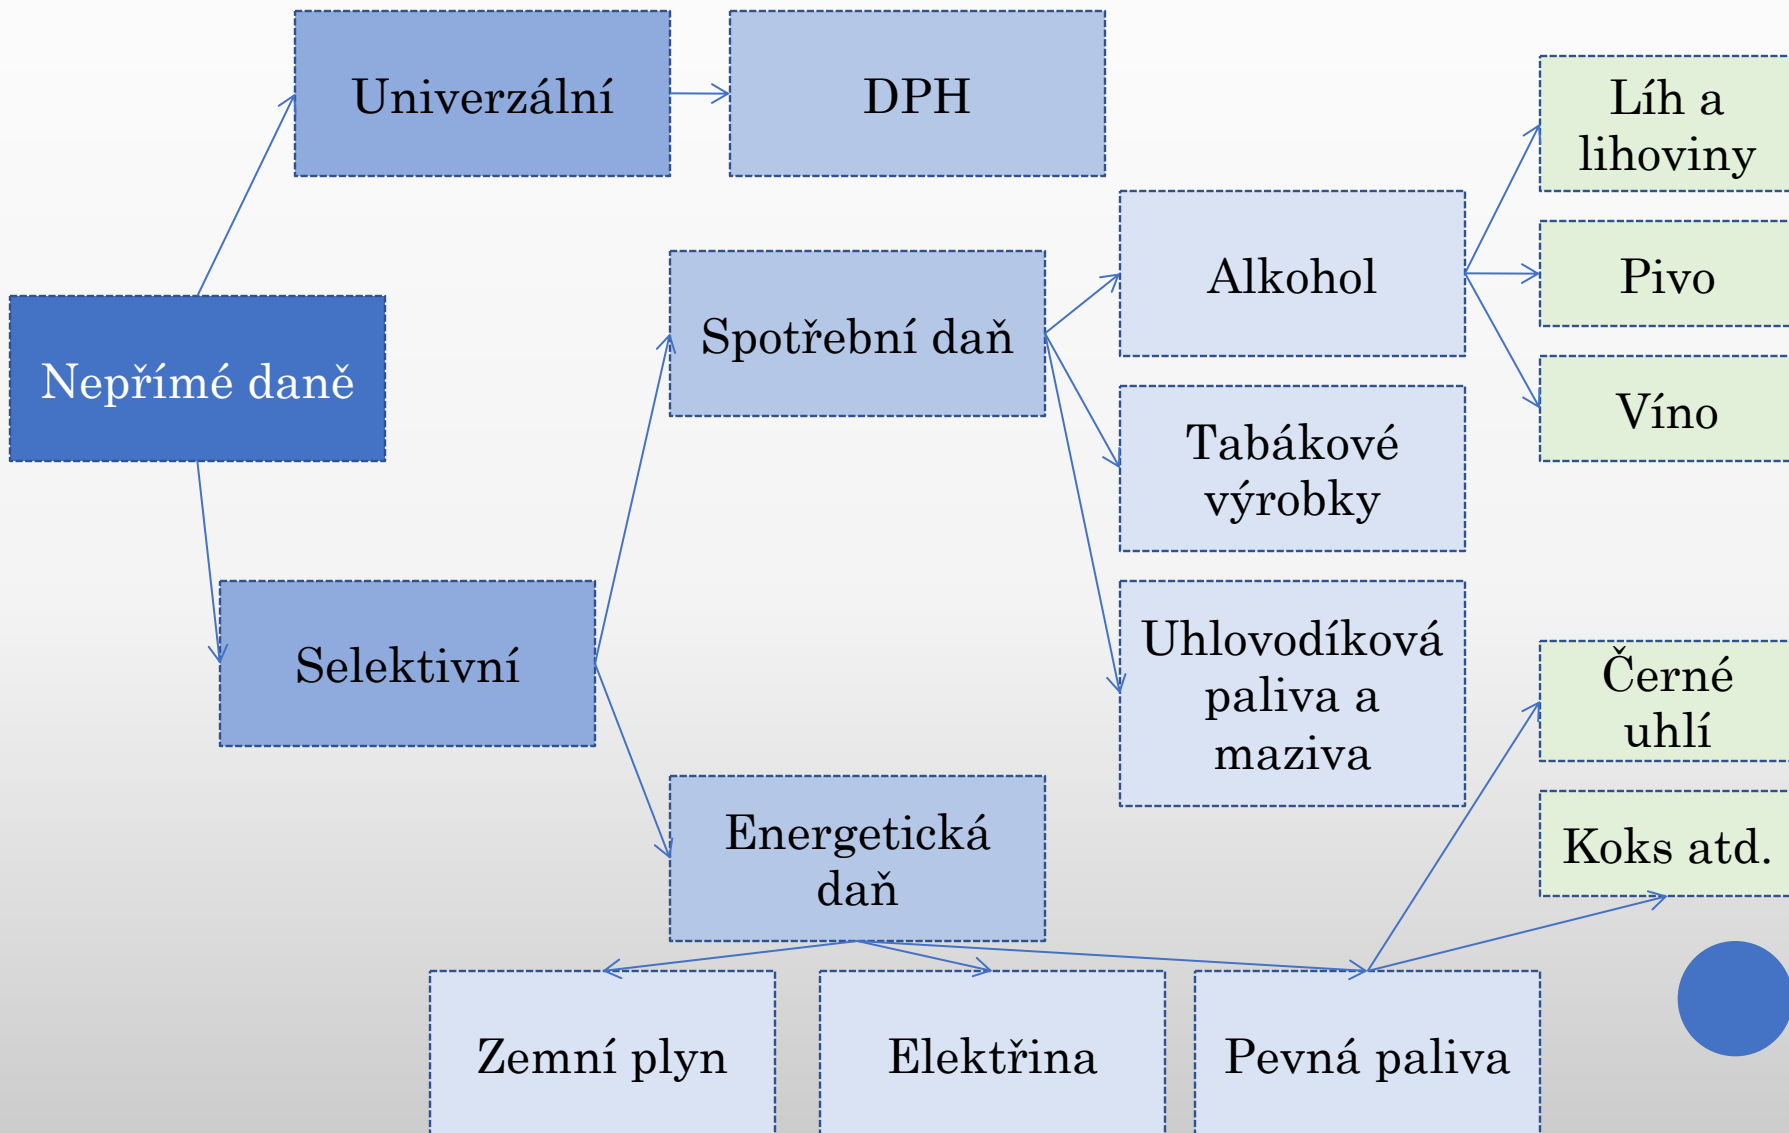 Univerzální
DPH
Líh a
lihoviny
Alkohol
Pivo
Spotřební daň
Nepřímé daně
Víno
Tabákové
výrobky
Selektivní
Uhlovodíková
paliva a
maziva
Černé
uhlí
Energetická
daň
Koks atd.
Zemní plyn
Elektřina
Pevná paliva